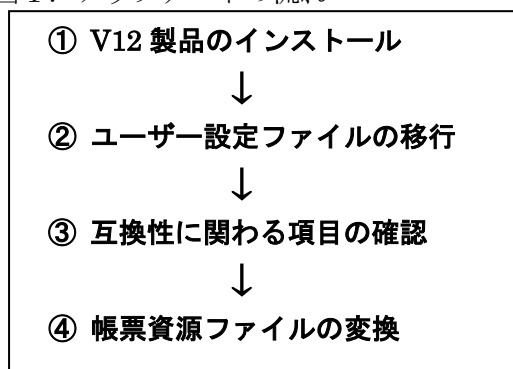 ① V12 製品のインストール
↓
② ユーザー設定ファイルの移行
↓
③ 互換性に関わる項目の確認
↓
④ 帳票資源ファイルの変換